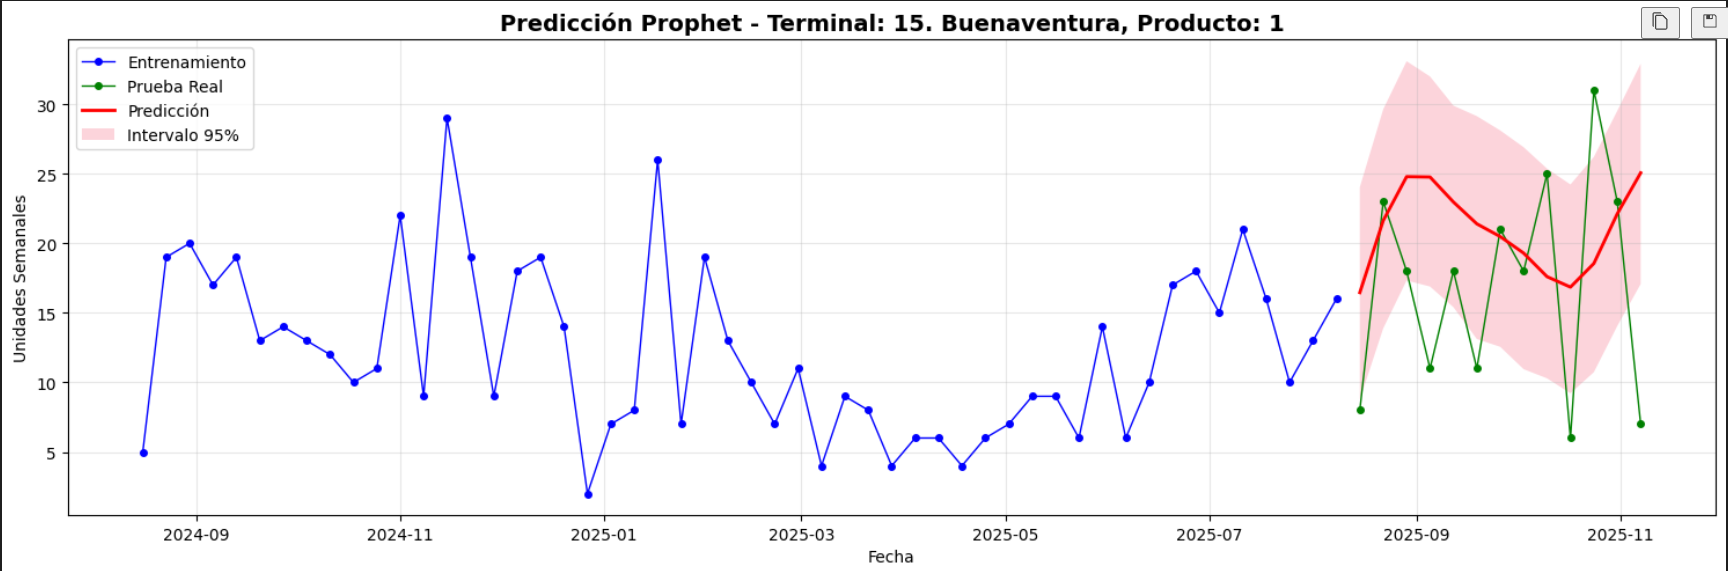 Predicción Prophet - Terminal: 15. Buenaventura, Producto: 1
Entrenamiento
Prueba Real
Predicción
Intervalo 95%
Unidades Semanales
30
25
20
15
10
5
2024-09 2024-11 2025-01 2025-03 2025-05 2025-07 2025-09 2025-11
Fecha